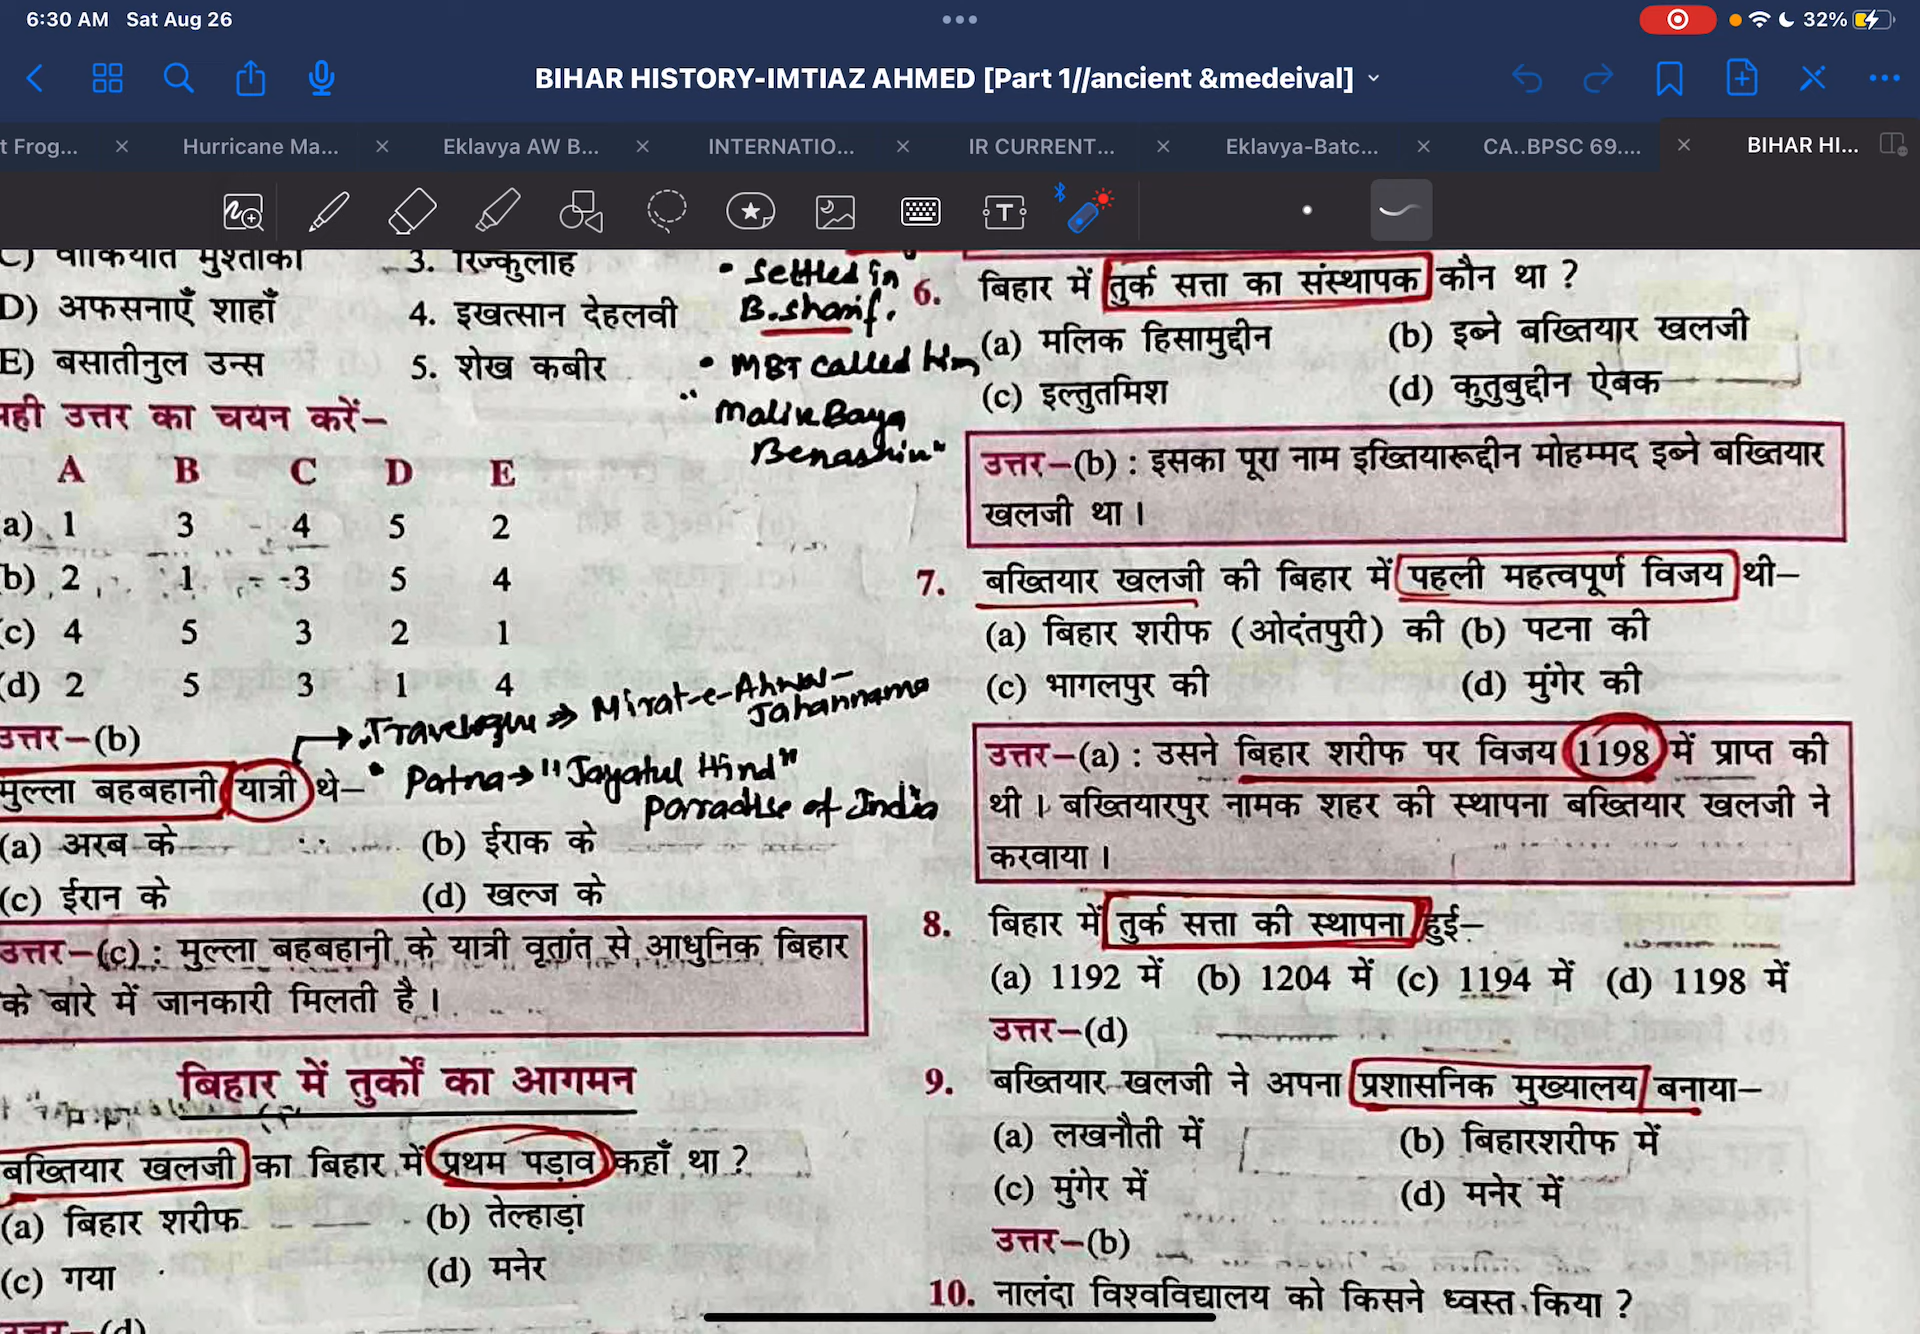 6:30 AM Sat Aug 26
32%
BIHAR HISTORY-IMTIAZ AHMED [Part 1//ancient &medeival]
t Frog...
Hurricane Ma...
Eklavya AW B...
INTERNATIO...
IR CURRENT...
Eklavya-Batc...
CA..BPSC 69....
BIHAR HI...
C) वाकियात मुश्ताकी 3. रिज्कुलाह
D) अफसनाएँ शाहाँ 4. इखत्सान देहलवी
E) बसातीनुल उन्स 5. शेख कबीर
• Settled in
B.sharif.
• MBT called him
" Malik Baya
Benashin"
सही उत्तर का चयन करें–
A B C D E
a) 1 3 4 5 2
b) 2 1 3 5 4
c) 4 5 3 2 1
(d) 2 5 3 1 4
उत्तर–(b)
Travelogue ⇒ Mirat-e-Ahwal-
Jahannama
• Patna→ "Jayatul Hind"
Parradise of India
मुल्ला बहबहानी यात्री थे–
(a) अरब के (b) ईराक के
(c) ईरान के (d) खल्ज के
उत्तर–(c) : मुल्ला बहबहानी के यात्री वृतांत से आधुनिक बिहार
के बारे में जानकारी मिलती है।
बिहार में तुर्कों का आगमन
बख्तियार खलजी का बिहार में प्रथम पड़ाव कहाँ था ?
(a) बिहार शरीफ (b) तेल्हाड़ां
(c) गया (d) मनेर
उत्तर–(d)
6. बिहार में तुर्क सत्ता का संस्थापक कौन था ?
(a) मलिक हिसामुद्दीन (b) इब्ने बख्तियार खलजी
(c) इल्तुतमिश (d) कुतुबुद्दीन ऐबक
उत्तर–(b) : इसका पूरा नाम इख्तियारूद्दीन मोहम्मद इब्ने बख्तियार
खलजी था।
7. बख्तियार खलजी की बिहार में पहली महत्वपूर्ण विजय थी–
(a) बिहार शरीफ (ओदंतपुरी) की (b) पटना की
(c) भागलपुर की (d) मुंगेर की
उत्तर–(a) : उसने बिहार शरीफ पर विजय 1198 में प्राप्त की
थी। बख्तियारपुर नामक शहर की स्थापना बख्तियार खलजी ने
करवाया।
8. बिहार में तुर्क सत्ता की स्थापना हुई–
(a) 1192 में (b) 1204 में (c) 1194 में (d) 1198 में
उत्तर–(d)
9. बख्तियार खलजी ने अपना प्रशासनिक मुख्यालय बनाया–
(a) लखनौती में (b) बिहारशरीफ में
(c) मुंगेर में (d) मनेर में
उत्तर–(b)
10. नालंदा विश्वविद्यालय को किसने ध्वस्त किया ?